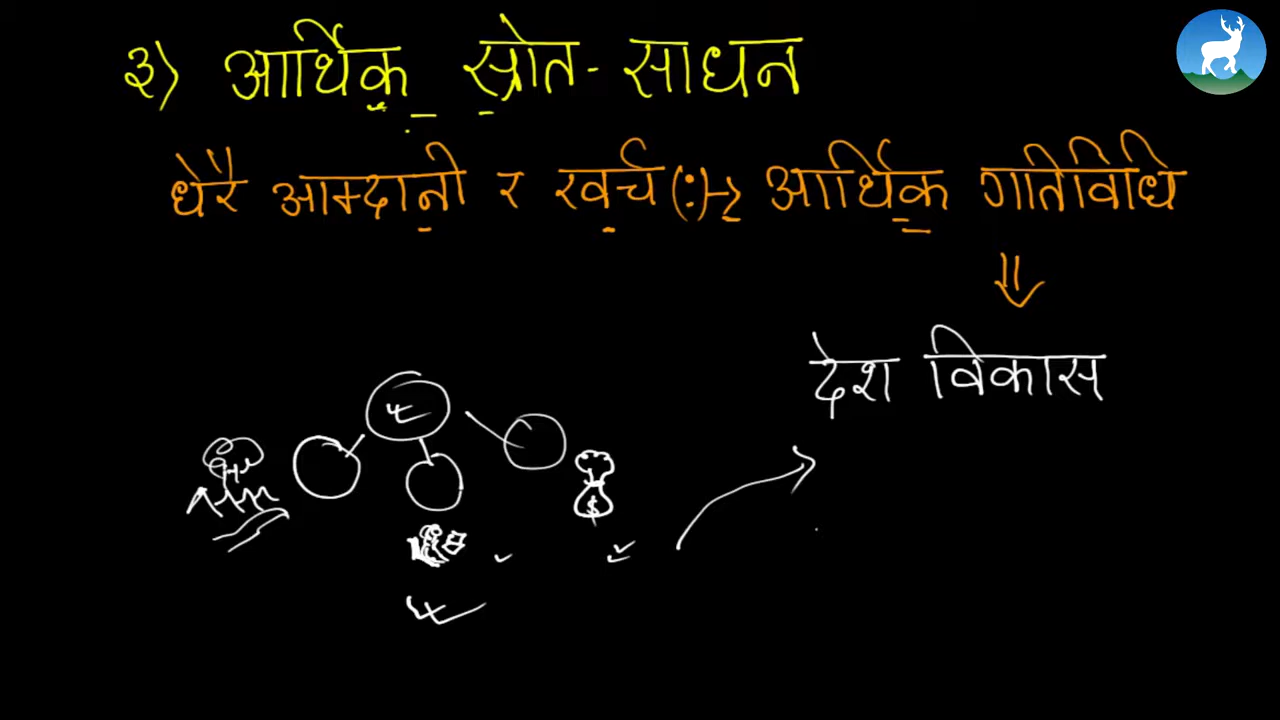 ३) आर्थिक स्रोत-साधन
धेरै आम्दानी र खर्च(:)→ आर्थिक गतिविधि
देश विकास
$